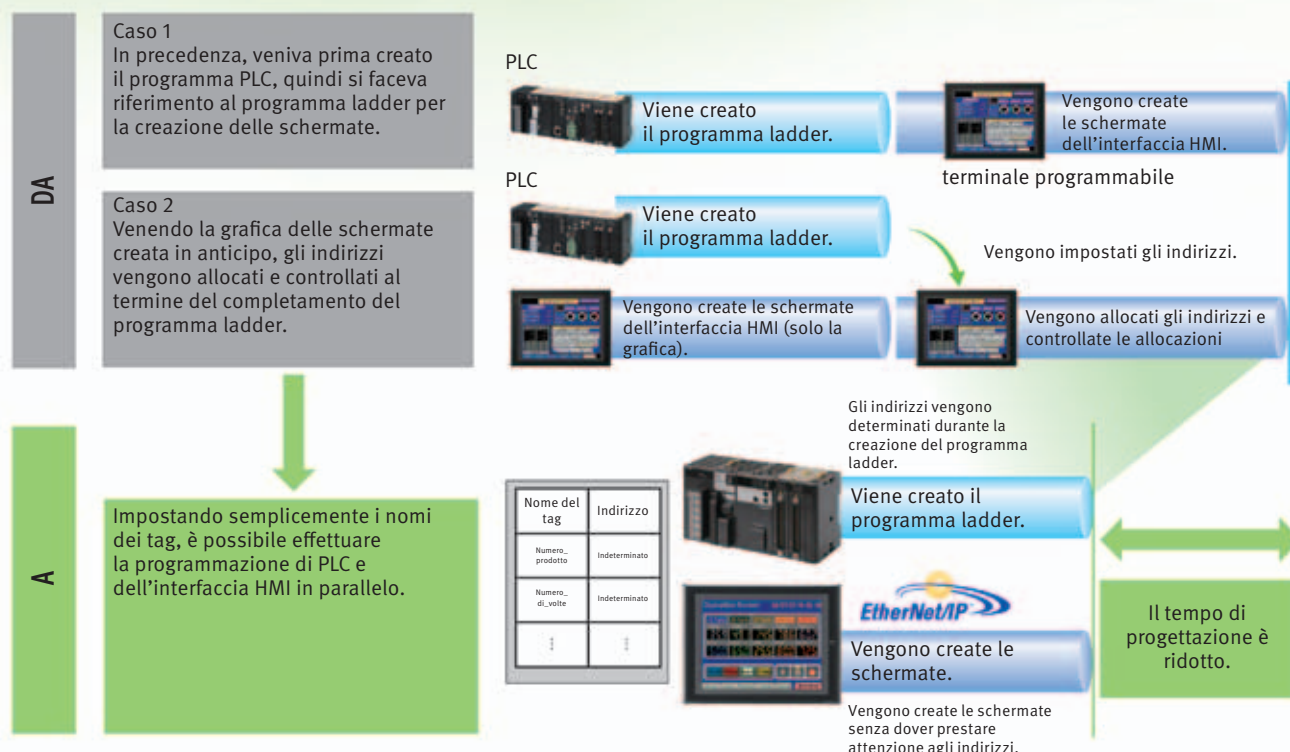 DA
Caso 1
In precedenza, veniva prima creato
il programma PLC, quindi si faceva
riferimento al programma ladder per
la creazione delle schermate.
PLC
Viene creato
il programma ladder.
Vengono create
le schermate
dell'interfaccia HMI.
terminale programmabile
Caso 2
Venendo la grafica delle schermate
creata in anticipo, gli indirizzi
vengono allocati e controllati al
termine del completamento del
programma ladder.
PLC
Viene creato
il programma ladder.
Vengono impostati gli indirizzi.
Vengono create le schermate
dell'interfaccia HMI (solo la
grafica).
Vengono allocati gli indirizzi e
controllate le allocazioni
A
Impostando semplicemente i nomi
dei tag, è possibile effettuare
la programmazione di PLC e
dell'interfaccia HMI in parallelo.
Nome del
tag
Indirizzo
Numero_
prodotto
Indeterminato
Numero_
di_volte
Indeterminato
Gli indirizzi vengono
determinati durante la
creazione del programma
ladder.
Viene creato il
programma ladder.
EtherNet/IP
Vengono create le
schermate.
Vengono create le schermate
senza dover prestare
attenzione agli indirizzi.
Il tempo di
progettazione è
ridotto.